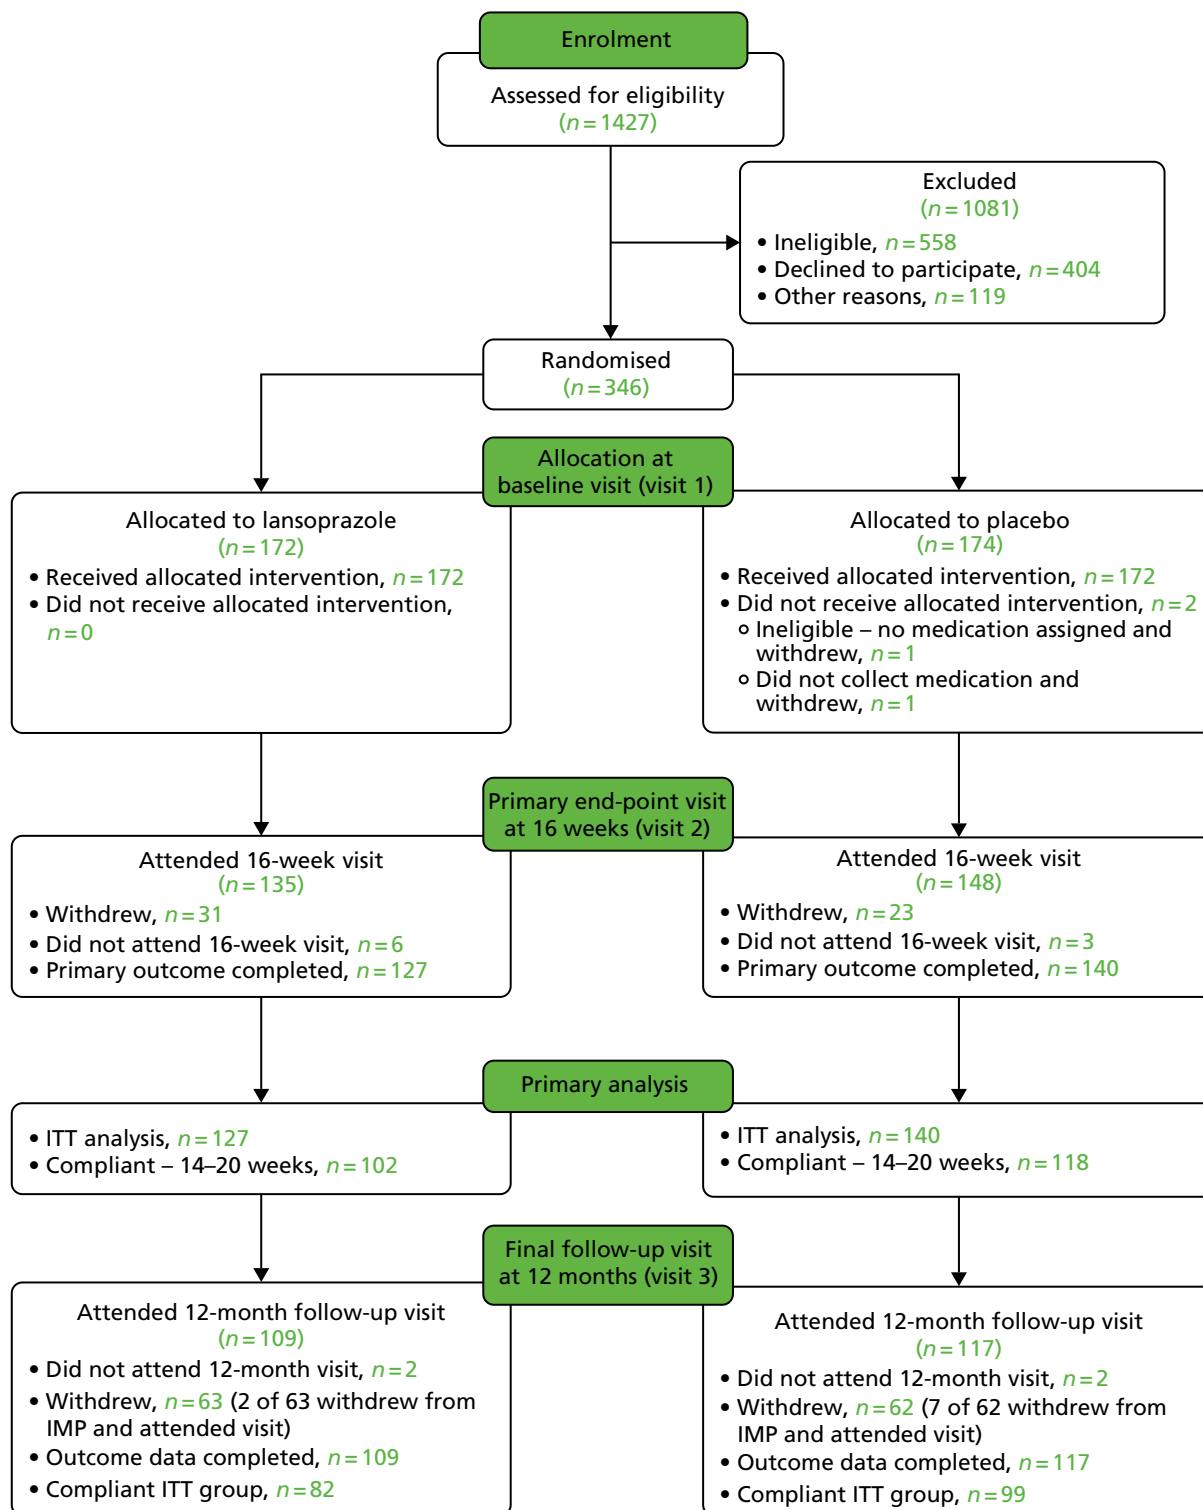 Enrolment
Assessed for eligibility
(n=1427)
Excluded
(n=1081)
• Ineligible, n=558
• Declined to participate, n=404
• Other reasons, n=119
Randomised
(n=346)
Allocation at
baseline visit (visit 1)
Allocated to lansoprazole
(n=172)
• Received allocated intervention, n=172
• Did not receive allocated intervention,
n=0
Allocated to placebo
(n=174)
• Received allocated intervention, n=172
• Did not receive allocated intervention, n=2
o Ineligible – no medication assigned and
withdrew, n=1
o Did not collect medication and
withdrew, n=1
Primary end-point visit
at 16 weeks (visit 2)
Attended 16-week visit
(n=135)
• Withdrew, n=31
• Did not attend 16-week visit, n=6
• Primary outcome completed, n=127
Attended 16-week visit
(n=148)
• Withdrew, n=23
• Did not attend 16-week visit, n=3
• Primary outcome completed, n=140
Primary analysis
• ITT analysis, n=127
• Compliant – 14–20 weeks, n=102
• ITT analysis, n=140
• Compliant – 14–20 weeks, n=118
Final follow-up visit
at 12 months (visit 3)
Attended 12-month follow-up visit
(n=109)
• Did not attend 12-month visit, n=2
• Withdrew, n=63 (2 of 63 withdrew from
IMP and attended visit)
• Outcome data completed, n=109
• Compliant ITT group, n=82
Attended 12-month follow-up visit
(n=117)
• Did not attend 12-month visit, n=2
• Withdrew, n=62 (7 of 62 withdrew from
IMP and attended visit)
• Outcome data completed, n=117
• Compliant ITT group, n=99